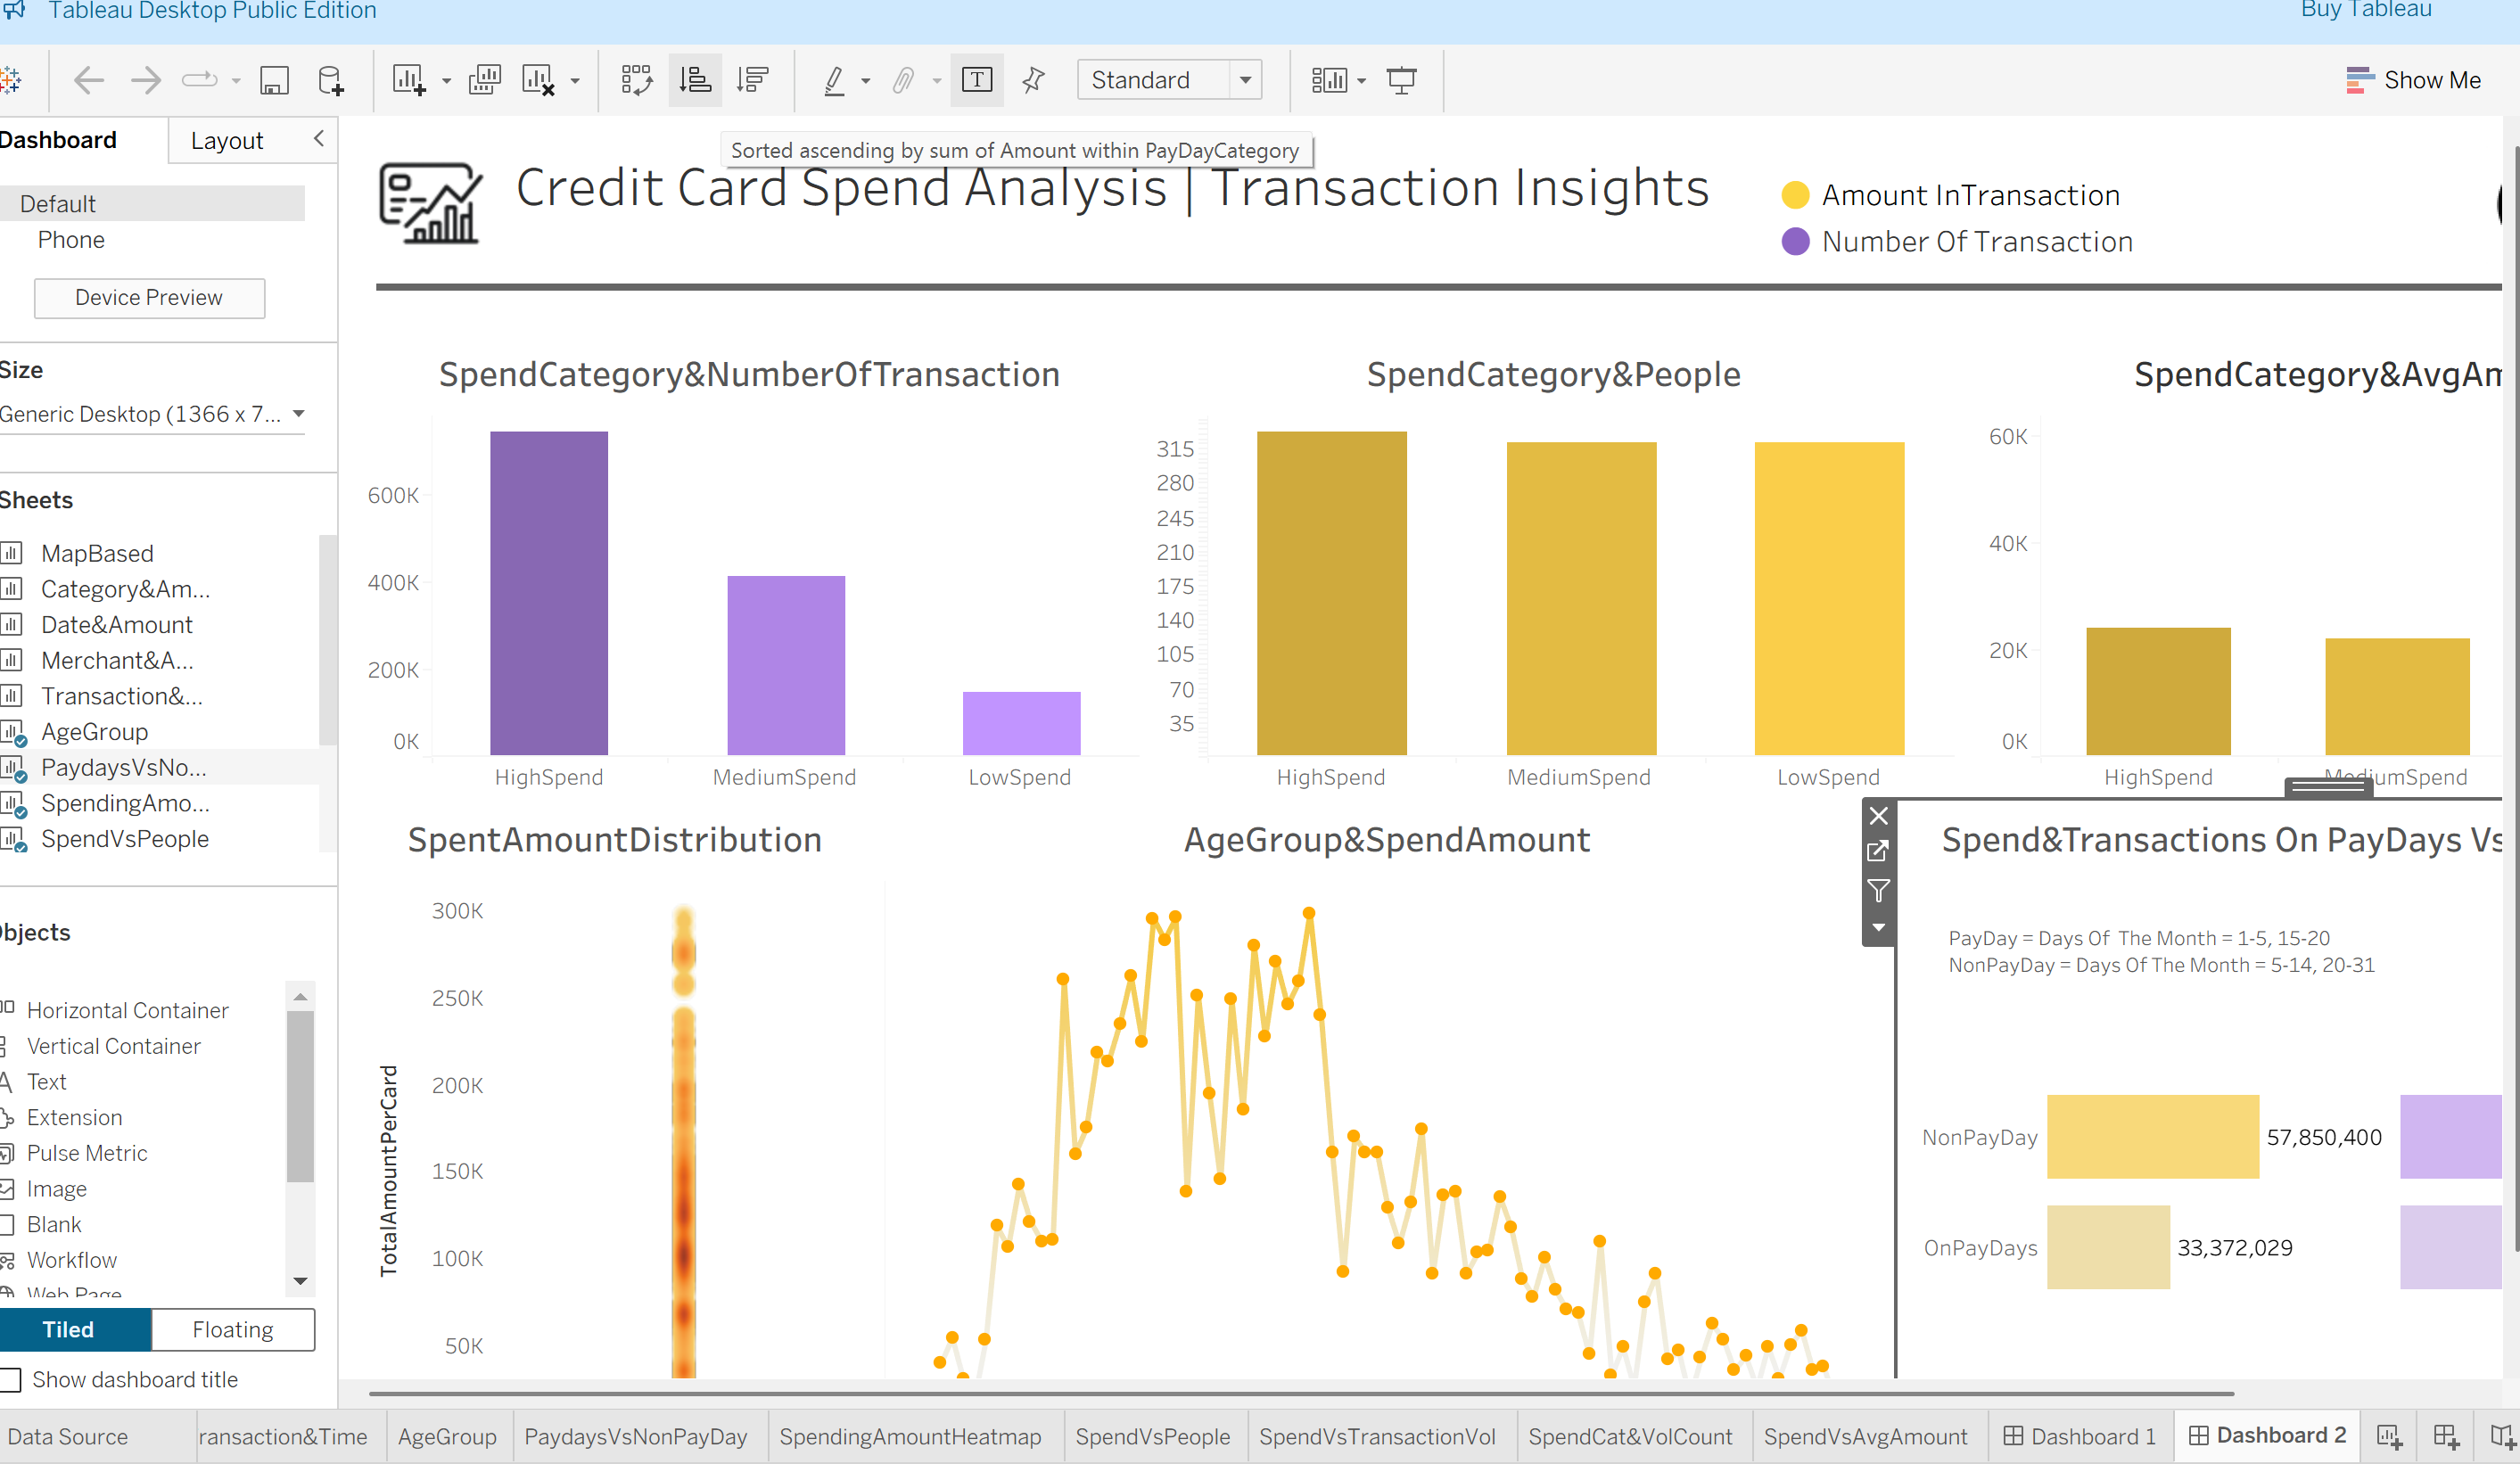 Tableau Desktop Public Edition
Buy Tableau
Standard
Show Me
Dashboard
Layout
Sorted ascending by sum of Amount within PayDayCategory
Default
Phone
Device Preview
Size
Generic Desktop (1366 x 7...
Sheets
MapBased
Category&Am...
Date&Amount
Merchant&A...
Transaction&...
AgeGroup
PaydaysVsNo...
SpendingAmo...
SpendVsPeople
bjects
Horizontal Container
Vertical Container
Text
Extension
Pulse Metric
Image
Blank
Workflow
Web Page
Tiled
Floating
Show dashboard title
Credit Card Spend Analysis | Transaction Insights
Amount InTransaction
Number Of Transaction
SpendCategory&NumberOfTransaction
600K
400K
200K
0K
HighSpend
MediumSpend
LowSpend
SpendCategory&People
315
280
245
210
175
140
105
70
35
HighSpend
MediumSpend
LowSpend
SpendCategory&AvgAm
60K
40K
20K
0K
HighSpend
MediumSpend
SpentAmountDistribution
TotalAmountPerCard
300K
250K
200K
150K
100K
50K
AgeGroup&SpendAmount
Spend&Transactions On PayDays Vs
PayDay = Days Of The Month = 1-5, 15-20
NonPayDay = Days Of The Month = 5-14, 20-31
NonPayDay
57,850,400
OnPayDays
33,372,029
Data Source
ransaction&Time
AgeGroup
PaydaysVsNonPayDay
SpendingAmountHeatmap
SpendVsPeople
SpendVsTransactionVol
SpendCat&VolCount
SpendVsAvgAmount
Dashboard 1
Dashboard 2